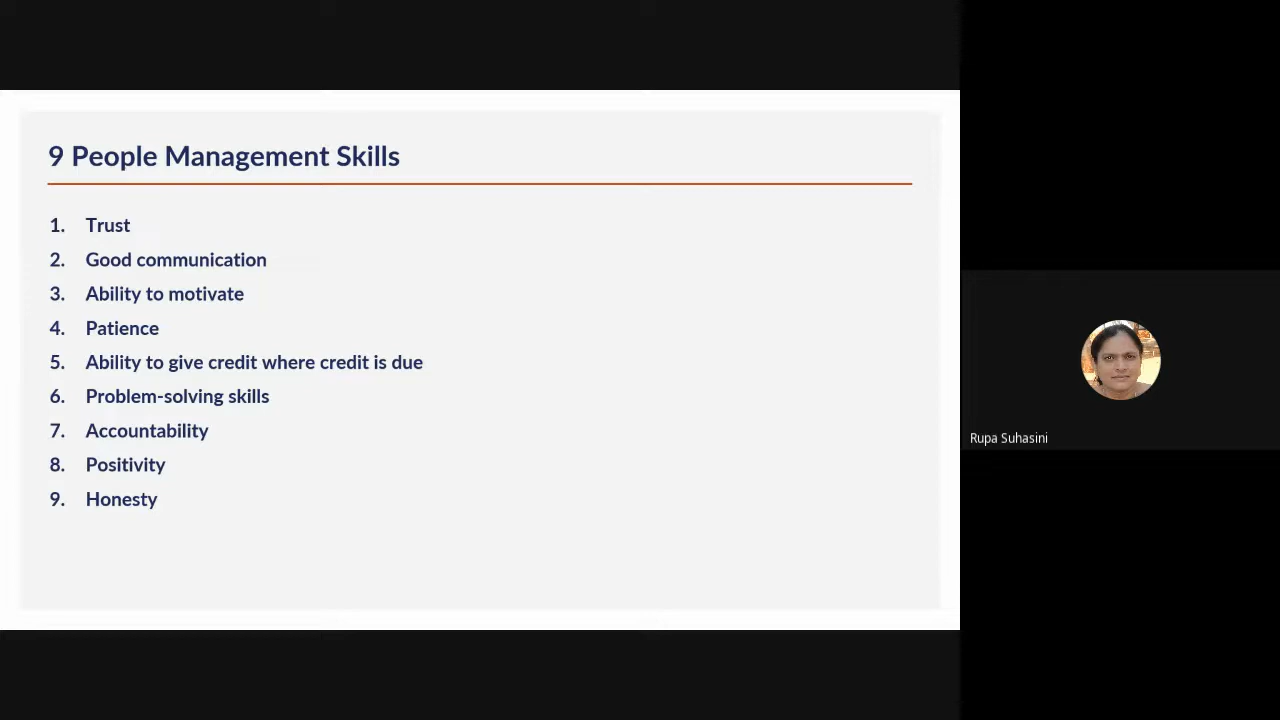 9 People Management Skills
1. Trust
2. Good communication
3. Ability to motivate
4. Patience
5. Ability to give credit where credit is due
6. Problem-solving skills
7. Accountability
8. Positivity
9. Honesty
Rupa Suhasini